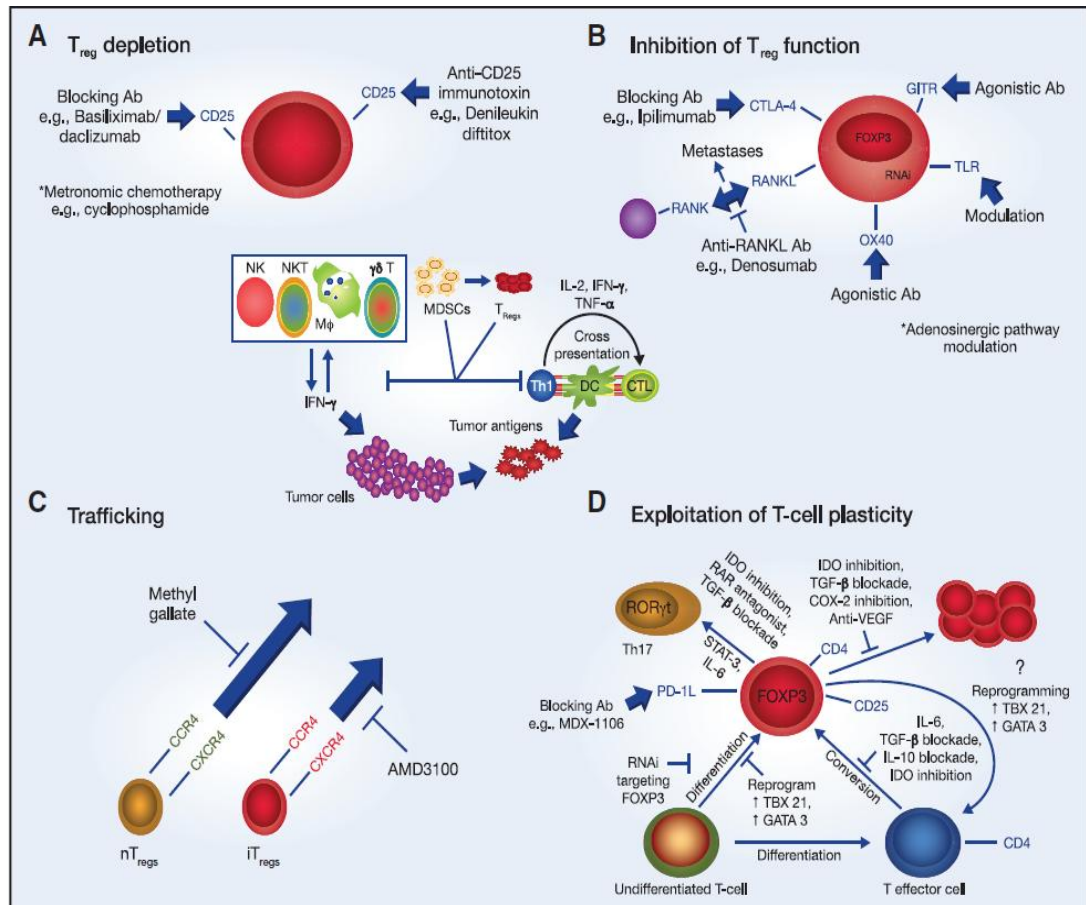 A T_reg depletion
Blocking Ab
e.g., Basiliximab/
daclizumab
CD25
CD25
Anti-CD25
immunotoxin
e.g., Denileukin
diftitox
*Metronomic chemotherapy
e.g., cyclophosphamide
B Inhibition of T_reg function
Blocking Ab
e.g., Ipilimumab
CTLA-4
GITR
Agonistic Ab
FOXP3
RNAi
Metastases
RANKL
RANK
TLR
Modulation
Anti-RANKL Ab
e.g., Denosumab
OX40
Agonistic Ab
*Adenosinergic pathway
modulation
NK
NKT
Mφ
γδ T
MDSCs
T_Regs
IL-2, IFN-γ,
TNF-α
Cross
presentation
Th1
DC
CTL
IFN-γ
Tumor antigens
Tumor cells
C Trafficking
Methyl
gallate
CCR4
CXCR4
CCR4
CXCR4
AMD3100
nT_regs
iT_regs
D Exploitation of T-cell plasticity
RORγt
Th17
IDO inhibition,
RAR antagonist,
TGF-β blockade
STAT-3,
IL-6
IDO inhibition,
TGF-β blockade,
COX-2 inhibition,
Anti-VEGF
CD4
?
Reprogramming
↑ TBX 21,
↑ GATA 3
Blocking Ab
e.g., MDX-1106
PD-1L
FOXP3
CD25
IL-6,
TGF-β blockade,
IL-10 blockade,
IDO inhibition
RNAi
targeting
FOXP3
Differentiation
Reprogram
↑ TBX 21,
↑ GATA 3
Conversion
Differentiation
CD4
Undifferentiated T-cell
T effector cell